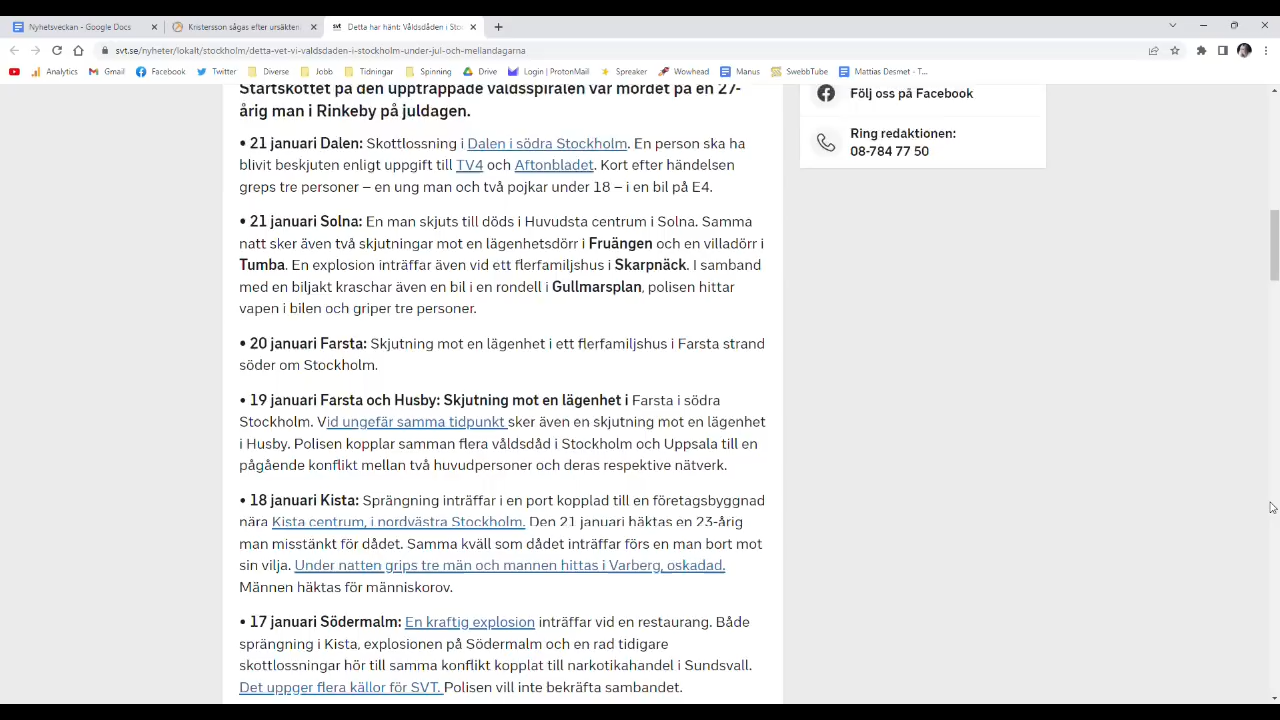 Nyhetsveckan - Google Docs
Kristersson sågas efter ursäkten
Detta har hänt: Våldsdåden i Sto
svt.se/nyheter/lokalt/stockholm/detta-vet-vi-valdsdaden-i-stockholm-under-jul-och-mellandagarna
Analytics Gmail Facebook Twitter Diverse Jobb Tidningar Spinning Drive Login | ProtonMail Spreaker Wowhead Manus SwebbTube Mattias Desmet - T...
Startskottet på den upptrappade våldsspiralen var mordet på en 27-
årig man i Rinkeby på juldagen.
• 21 januari Dalen: Skottlossning i Dalen i södra Stockholm. En person ska ha
blivit beskjuten enligt uppgift till TV4 och Aftonbladet. Kort efter händelsen
greps tre personer – en ung man och två pojkar under 18 – i en bil på E4.
• 21 januari Solna: En man skjuts till döds i Huvudsta centrum i Solna. Samma
natt sker även två skjutningar mot en lägenhetsdörr i Fruängen och en villadörr i
Tumba. En explosion inträffar även vid ett flerfamiljshus i Skarpnäck. I samband
med en biljakt kraschar även en bil i en rondell i Gullmarsplan, polisen hittar
vapen i bilen och griper tre personer.
• 20 januari Farsta: Skjutning mot en lägenhet i ett flerfamiljshus i Farsta strand
söder om Stockholm.
• 19 januari Farsta och Husby: Skjutning mot en lägenhet i Farsta i södra
Stockholm. Vid ungefär samma tidpunkt sker även en skjutning mot en lägenhet
i Husby. Polisen kopplar samman flera våldsdåd i Stockholm och Uppsala till en
pågående konflikt mellan två huvudpersoner och deras respektive nätverk.
• 18 januari Kista: Sprängning inträffar i en port kopplad till en företagsbyggnad
nära Kista centrum, i nordvästra Stockholm. Den 21 januari häktas en 23-årig
man misstänkt för dådet. Samma kväll som dådet inträffar förs en man bort mot
sin vilja. Under natten grips tre män och mannen hittas i Varberg, oskadad.
Männen häktas för människorov.
• 17 januari Södermalm: En kraftig explosion inträffar vid en restaurang. Både
sprängning i Kista, explosionen på Södermalm och en rad tidigare
skottlossningar hör till samma konflikt kopplat till narkotikahandel i Sundsvall.
Det uppger flera källor för SVT. Polisen vill inte bekräfta sambandet.
Följ oss på Facebook
Ring redaktionen:
08-784 77 50